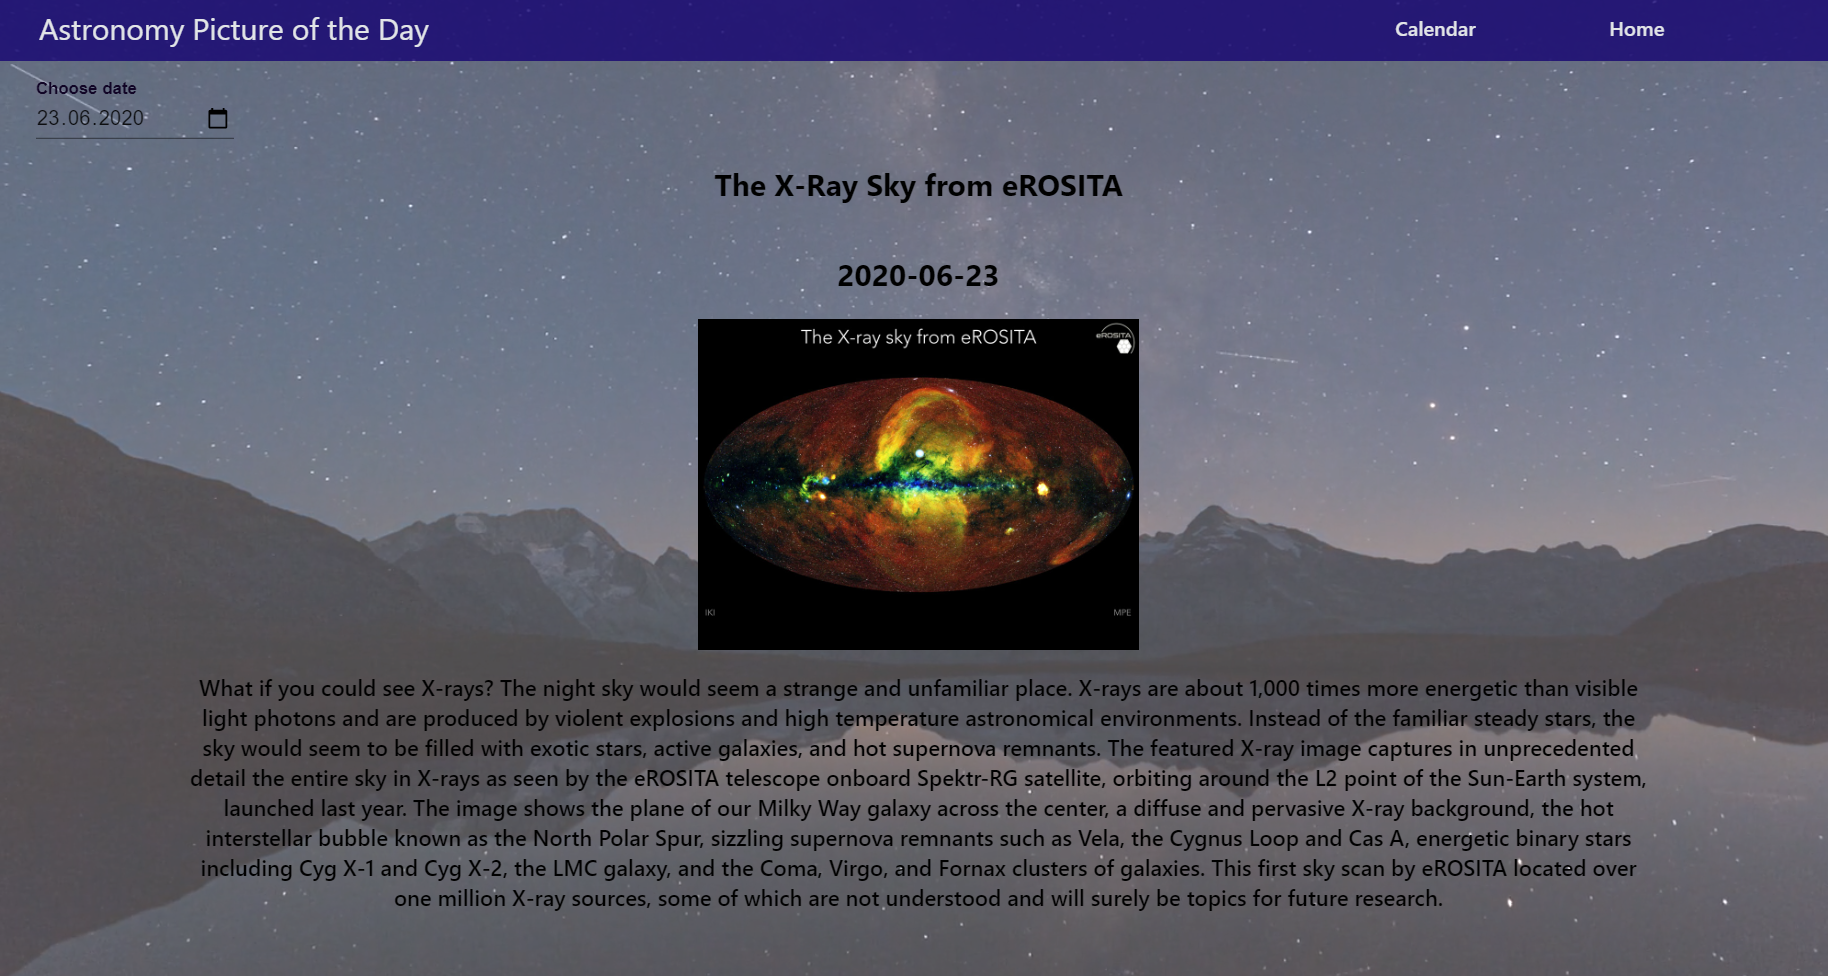 Astronomy Picture of the Day
Calendar
Home
Choose date
23.06.2020
The X-Ray Sky from eROSITA
2020-06-23
The X-ray sky from eROSITA
eROSITA
IKI
MPE
What if you could see X-rays? The night sky would seem a strange and unfamiliar place. X-rays are about 1,000 times more energetic than visible
light photons and are produced by violent explosions and high temperature astronomical environments. Instead of the familiar steady stars, the
sky would seem to be filled with exotic stars, active galaxies, and hot supernova remnants. The featured X-ray image captures in unprecedented
detail the entire sky in X-rays as seen by the eROSITA telescope onboard Spektr-RG satellite, orbiting around the L2 point of the Sun-Earth system,
launched last year. The image shows the plane of our Milky Way galaxy across the center, a diffuse and pervasive X-ray background, the hot
interstellar bubble known as the North Polar Spur, sizzling supernova remnants such as Vela, the Cygnus Loop and Cas A, energetic binary stars
including Cyg X-1 and Cyg X-2, the LMC galaxy, and the Coma, Virgo, and Fornax clusters of galaxies. This first sky scan by eROSITA located over
one million X-ray sources, some of which are not understood and will surely be topics for future research.